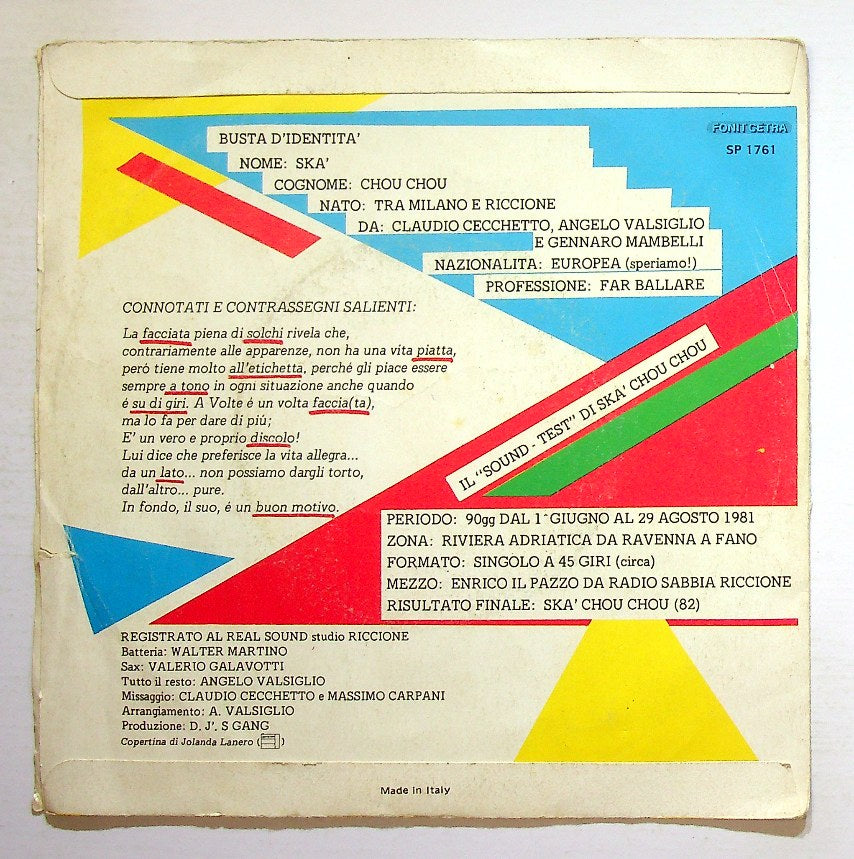 FONIT CETRA
SP 1761
BUSTA D'IDENTITA'
NOME: SKA'
COGNOME: CHOU CHOU
NATO: TRA MILANO E RICCIONE
DA: CLAUDIO CECCHETTO, ANGELO VALSIGLIO
E GENNARO MAMBELLI
NAZIONALITA: EUROPEA (speriamo!)
PROFESSIONE: FAR BALLARE
CONNOTATI E CONTRASSEGNI SALIENTI:
La facciata piena di solchi rivela che,
contrariamente alle apparenze, non ha una vita piatta,
però tiene molto all'etichetta, perché gli piace essere
sempre a tono in ogni situazione anche quando
é su di giri. A Volte é un volta faccia(ta),
ma lo fa per dare di piú;
E' un vero e proprio discolo!
Lui dice che preferisce la vita allegra...
da un lato... non possiamo dargli torto,
dall'altro... pure.
In fondo, il suo, é un buon motivo.
IL "SOUND - TEST" DI SKA' CHOU CHOU
PERIODO: 90gg DAL 1^ GIUGNO AL 29 AGOSTO 1981
ZONA: RIVIERA ADRIATICA DA RAVENNA A FANO
FORMATO: SINGOLO A 45 GIRI (circa)
MEZZO: ENRICO IL PAZZO DA RADIO SABBIA RICCIONE
RISULTATO FINALE: SKA' CHOU CHOU (82)
REGISTRATO AL REAL SOUND studio RICCIONE
Batteria: WALTER MARTINO
Sax: VALERIO GALAVOTTI
Tutto il resto: ANGELO VALSIGLIO
Missaggio: CLAUDIO CECCHETTO e MASSIMO CARPANI
Arrangiamento: A. VALSIGLIO
Produzione: D. J'. S GANG
Copertina di Jolanda Lanero ( )
Made in Italy